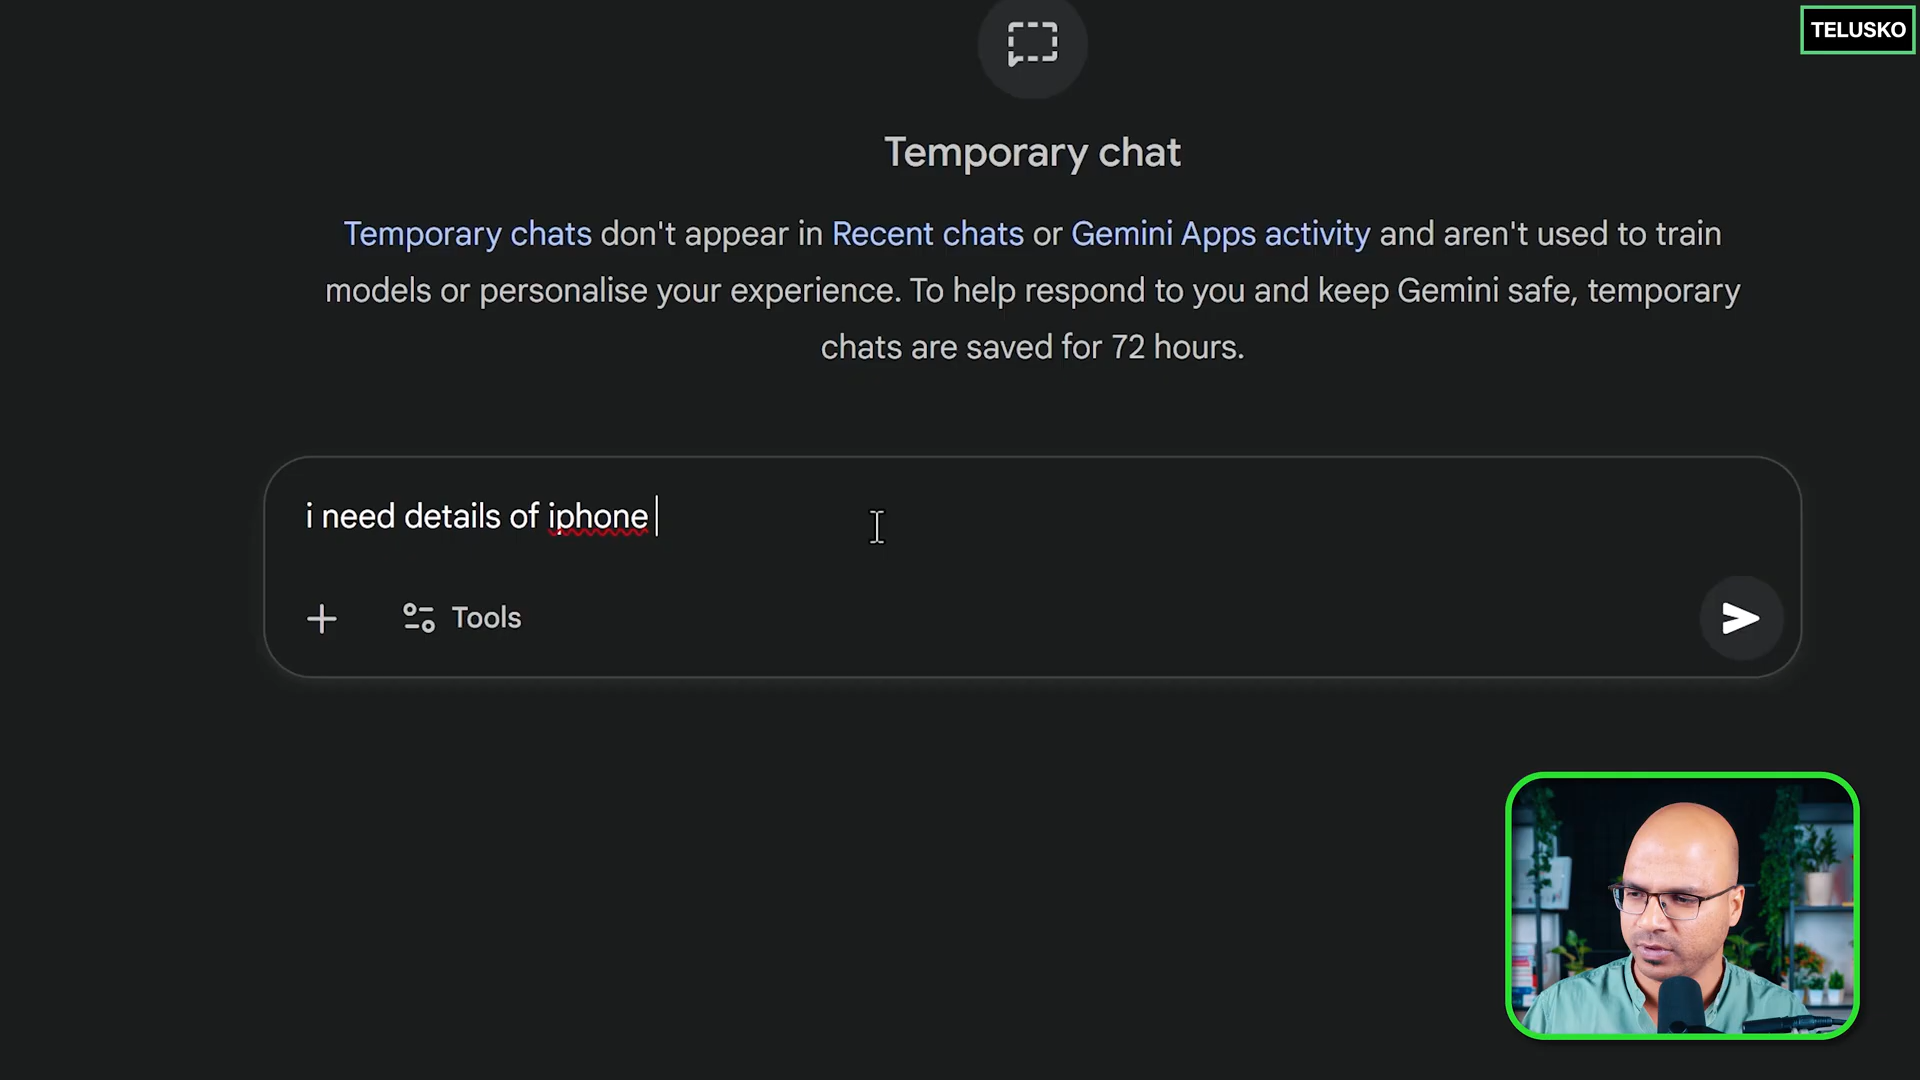 TELUSKO
Temporary chat
Temporary chats don't appear in Recent chats or Gemini Apps activity and aren't used to train
models or personalise your experience. To help respond to you and keep Gemini safe, temporary
chats are saved for 72 hours.
i need details of iphone
Tools